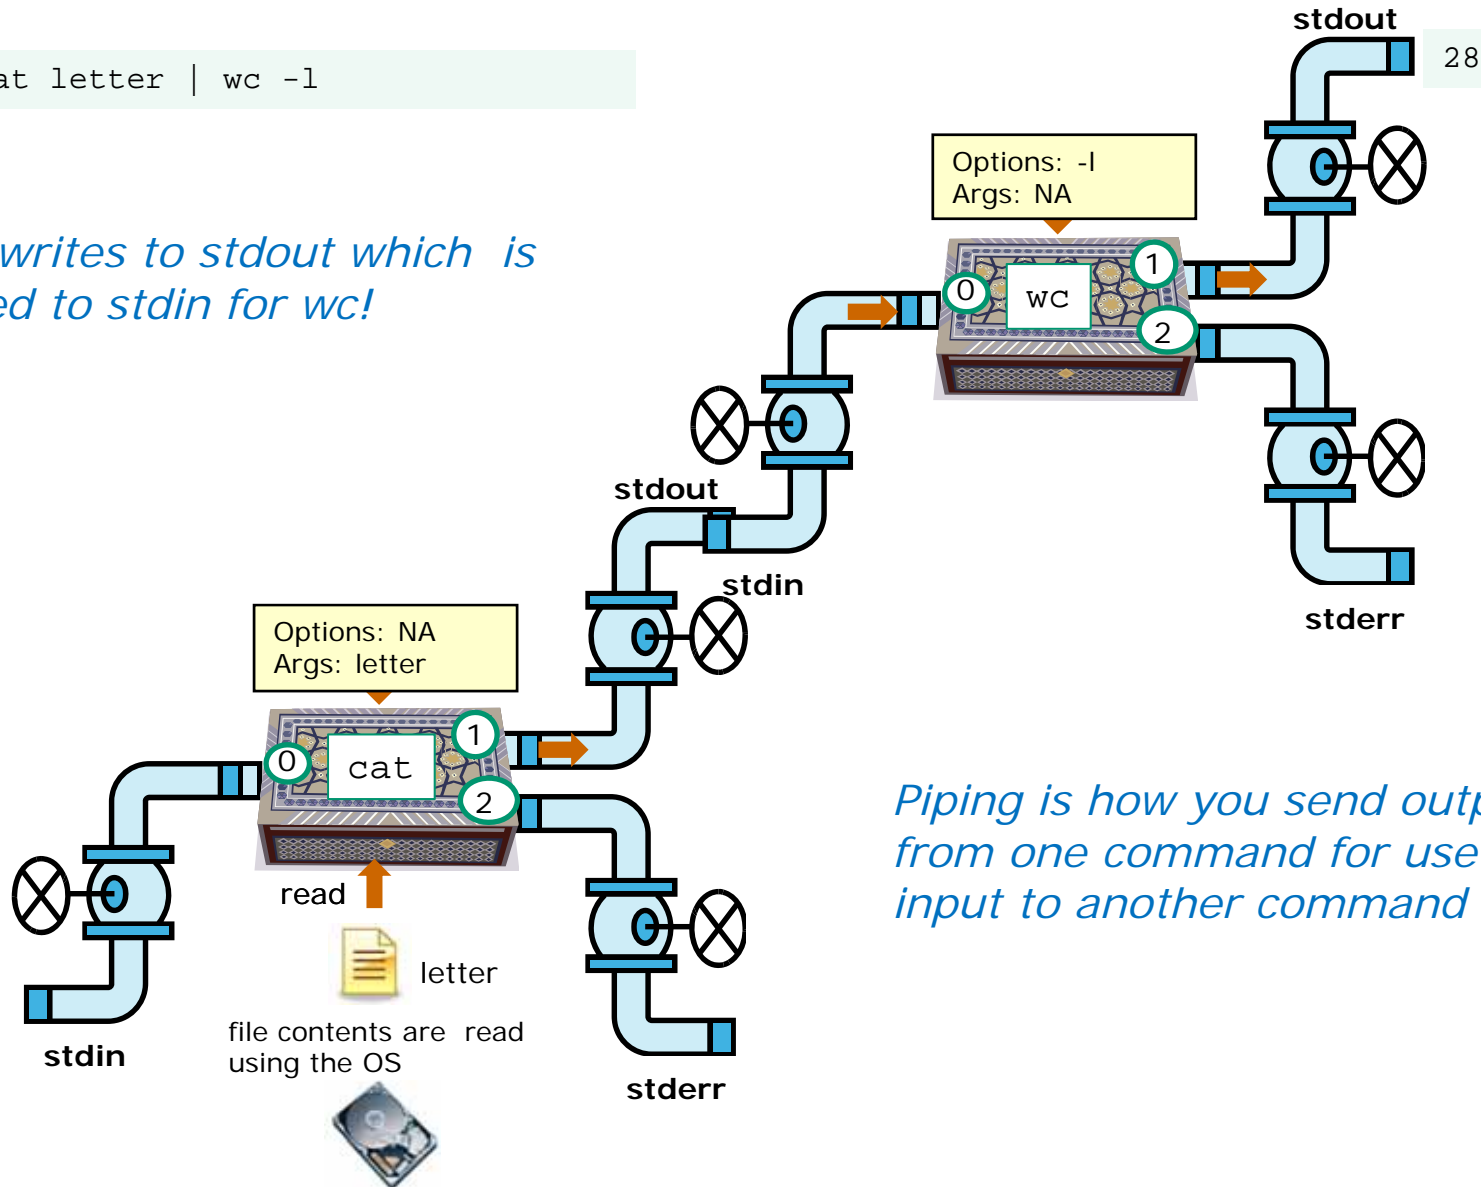 stdout
28
at letter | wc -l
Options: -l
Args: NA
writes to stdout which is
ed to stdin for wc!
0
wc
1
2
stdout
stdin
stderr
Options: NA
Args: letter
0
cat
1
2
Piping is how you send outp
from one command for use
input to another command
read
letter
file contents are read
using the OS
stdin
stderr